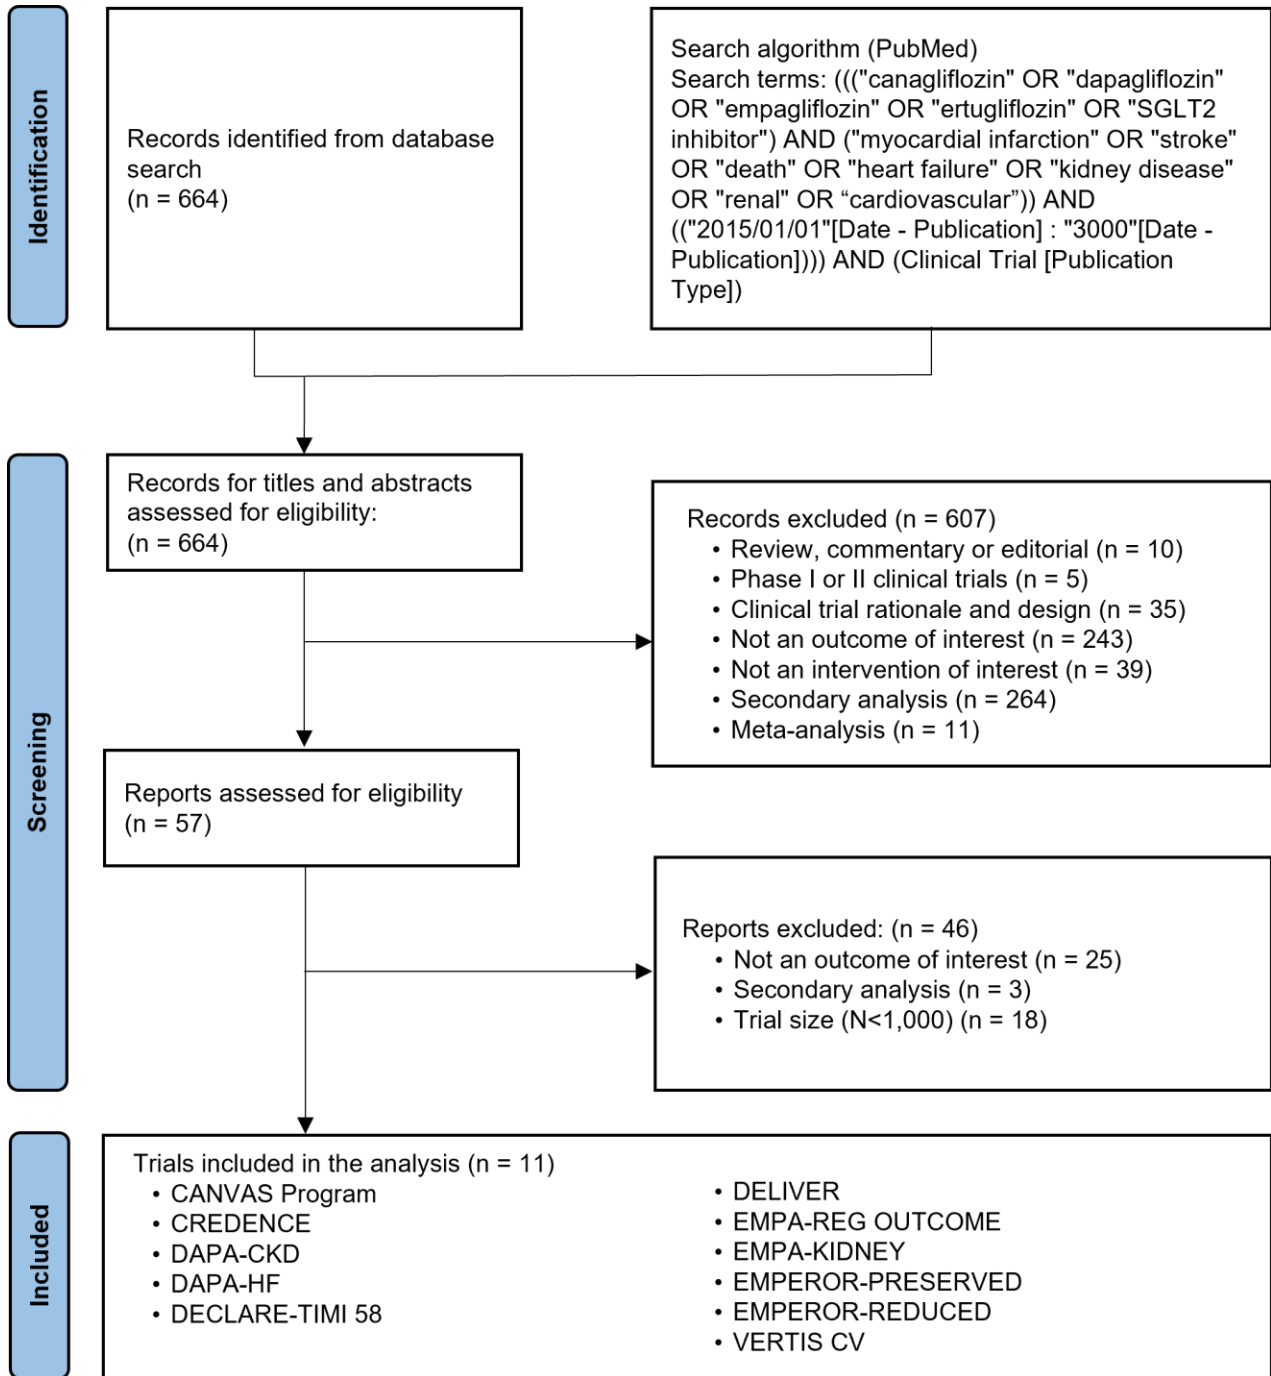 Identification
Records identified from database
search
(n = 664)
Search algorithm (PubMed)
Search terms: ((("canagliflozin" OR "dapagliflozin"
OR "empagliflozin" OR "ertugliflozin" OR "SGLT2
inhibitor") AND ("myocardial infarction" OR "stroke"
OR "death" OR "heart failure" OR "kidney disease"
OR "renal" OR “cardiovascular”)) AND
(("2015/01/01"[Date - Publication] : "3000"[Date -
Publication]))) AND (Clinical Trial [Publication
Type])
Screening
Records for titles and abstracts
assessed for eligibility:
(n = 664)
Records excluded (n = 607)
• Review, commentary or editorial (n = 10)
• Phase I or II clinical trials (n = 5)
• Clinical trial rationale and design (n = 35)
• Not an outcome of interest (n = 243)
• Not an intervention of interest (n = 39)
• Secondary analysis (n = 264)
• Meta-analysis (n = 11)
Reports assessed for eligibility
(n = 57)
Reports excluded: (n = 46)
• Not an outcome of interest (n = 25)
• Secondary analysis (n = 3)
• Trial size (N<1,000) (n = 18)
Included
Trials included in the analysis (n = 11)
• CANVAS Program
• CREDENCE
• DAPA-CKD
• DAPA-HF
• DECLARE-TIMI 58
• DELIVER
• EMPA-REG OUTCOME
• EMPA-KIDNEY
• EMPEROR-PRESERVED
• EMPEROR-REDUCED
• VERTIS CV